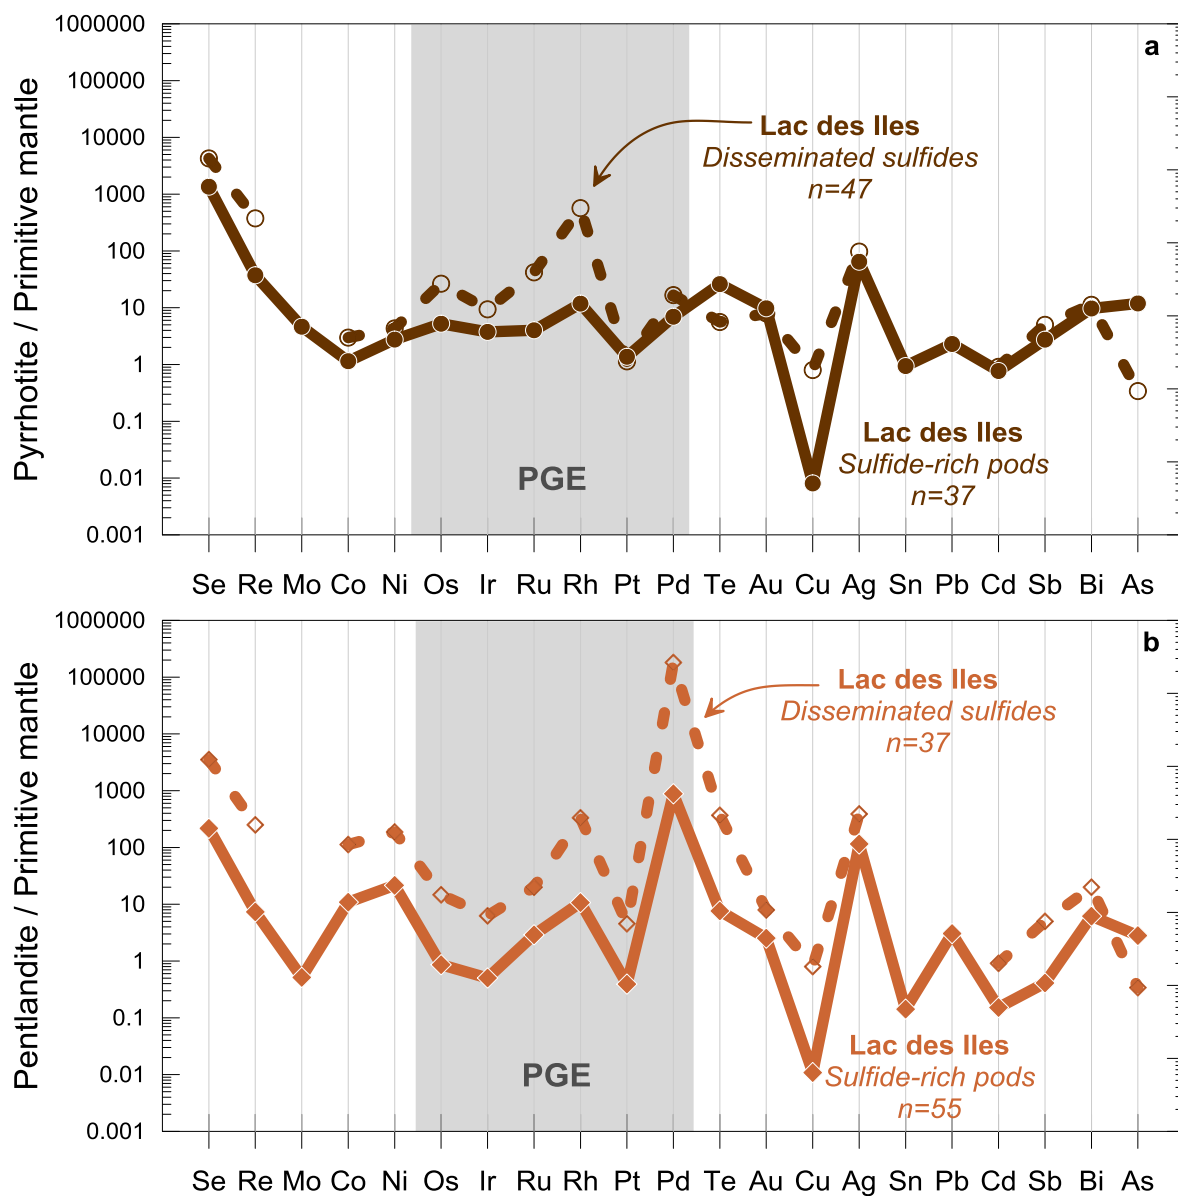 a
Pyrrhotite / Primitive mantle
1000000
100000
10000
1000
100
10
1
0.1
0.01
0.001
Lac des Iles
Disseminated sulfides
n=47
Lac des Iles
Sulfide-rich pods
n=37
PGE
Se Re Mo Co Ni Os Ir Ru Rh Pt Pd Te Au Cu Ag Sn Pb Cd Sb Bi As
b
Pentlandite / Primitive mantle
1000000
100000
10000
1000
100
10
1
0.1
0.01
0.001
Lac des Iles
Disseminated sulfides
n=37
Lac des Iles
Sulfide-rich pods
n=55
PGE
Se Re Mo Co Ni Os Ir Ru Rh Pt Pd Te Au Cu Ag Sn Pb Cd Sb Bi As